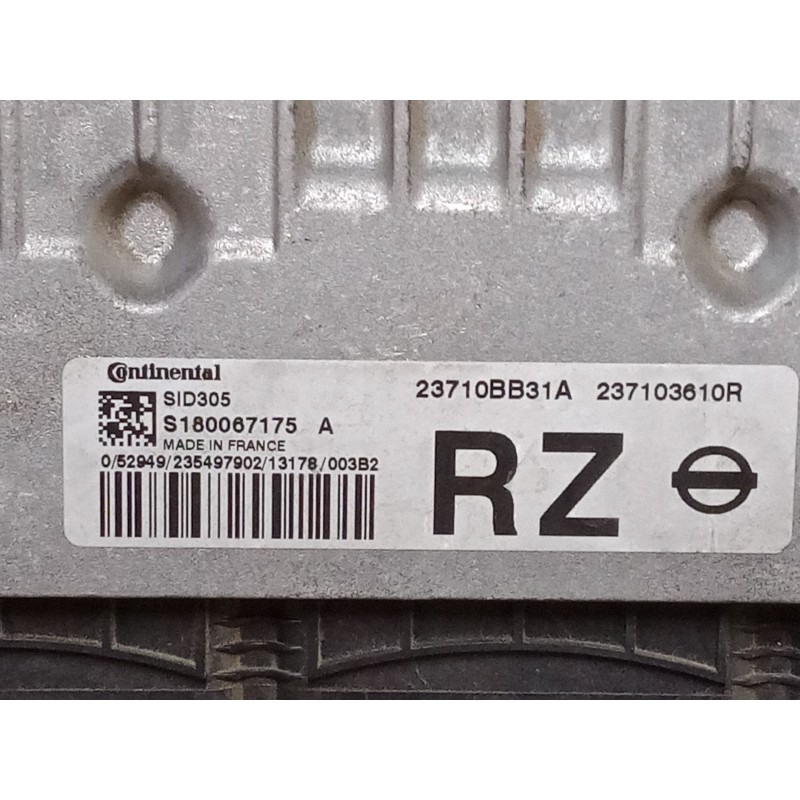 Continental
SID305
S180067175 A
MADE IN FRANCE
0/52949/235497902/13178/003B2
23710BB31A 237103610R
RZ